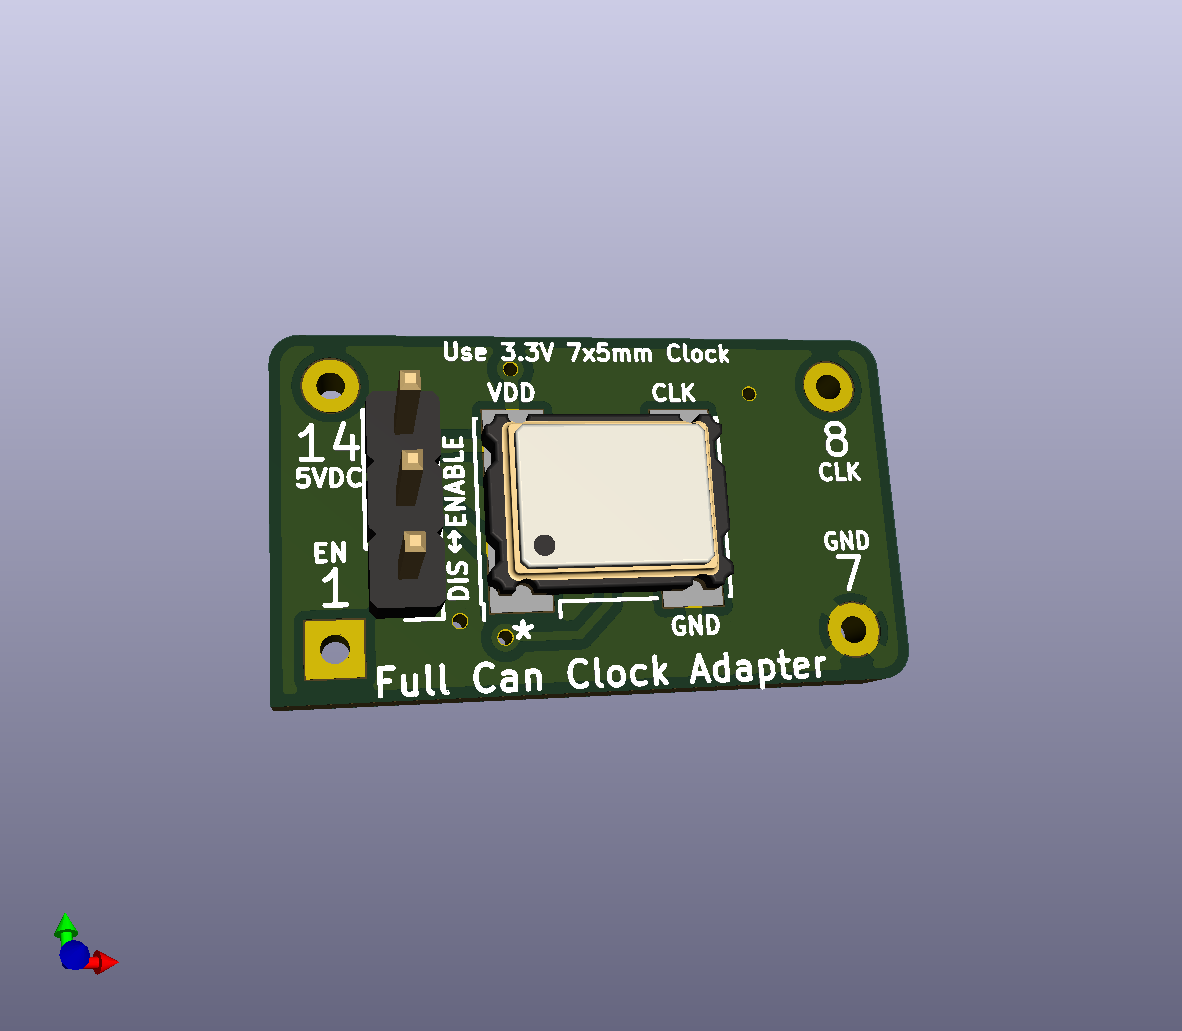 Use 3.3V 7x5mm Clock
VDD
CLK
14
5VDC
8
CLK
DIS ↔ ENABLE
EN
1
GND
7
*
GND
Full Can Clock Adapter